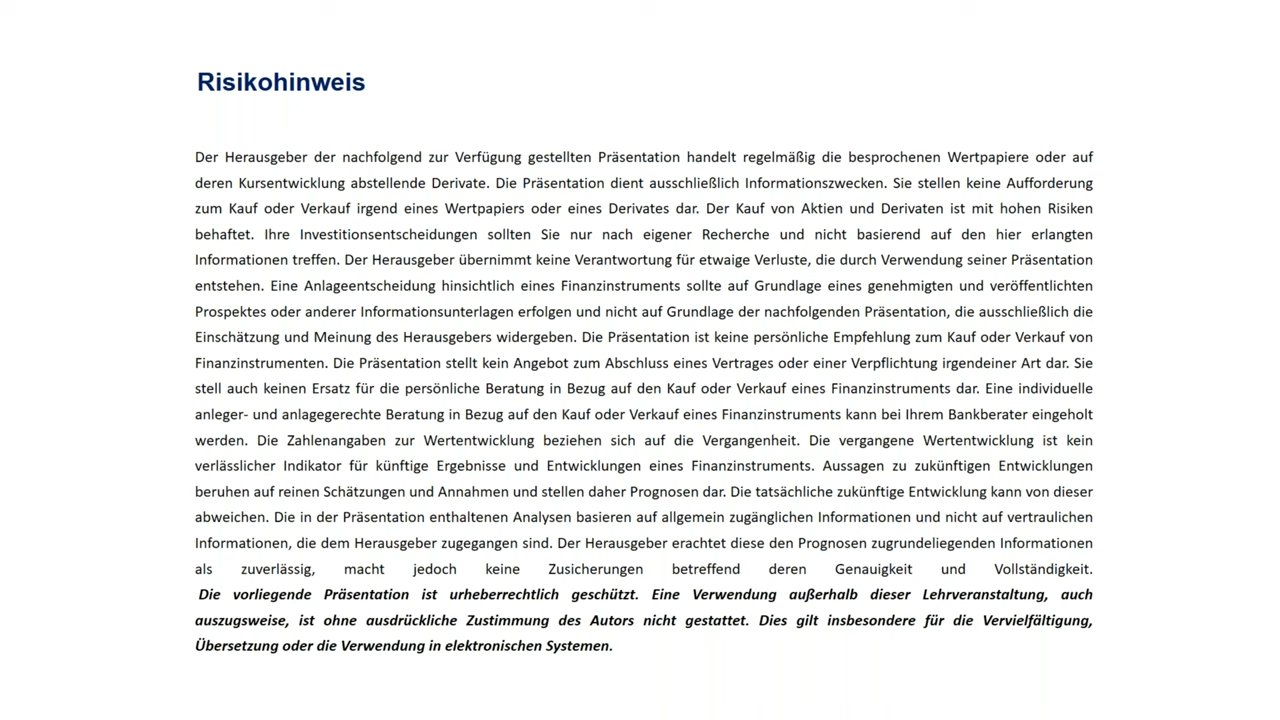 Risikohinweis
Der Herausgeber der nachfolgend zur Verfügung gestellten Präsentation handelt regelmäßig die besprochenen Wertpapiere oder auf
deren Kursentwicklung abstellende Derivate. Die Präsentation dient ausschließlich Informationszwecken. Sie stellen keine Aufforderung
zum Kauf oder Verkauf irgend eines Wertpapiers oder eines Derivates dar. Der Kauf von Aktien und Derivaten ist mit hohen Risiken
behaftet. Ihre Investitionsentscheidungen sollten Sie nur nach eigener Recherche und nicht basierend auf den hier erlangten
Informationen treffen. Der Herausgeber übernimmt keine Verantwortung für etwaige Verluste, die durch Verwendung seiner Präsentation
entstehen. Eine Anlageentscheidung hinsichtlich eines Finanzinstruments sollte auf Grundlage eines genehmigten und veröffentlichten
Prospektes oder anderer Informationsunterlagen erfolgen und nicht auf Grundlage der nachfolgenden Präsentation, die ausschließlich die
Einschätzung und Meinung des Herausgebers widergeben. Die Präsentation ist keine persönliche Empfehlung zum Kauf oder Verkauf von
Finanzinstrumenten. Die Präsentation stellt kein Angebot zum Abschluss eines Vertrages oder einer Verpflichtung irgendeiner Art dar. Sie
stell auch keinen Ersatz für die persönliche Beratung in Bezug auf den Kauf oder Verkauf eines Finanzinstruments dar. Eine individuelle
anleger- und anlagegerechte Beratung in Bezug auf den Kauf oder Verkauf eines Finanzinstruments kann bei Ihrem Bankberater eingeholt
werden. Die Zahlenangaben zur Wertentwicklung beziehen sich auf die Vergangenheit. Die vergangene Wertentwicklung ist kein
verlässlicher Indikator für künftige Ergebnisse und Entwicklungen eines Finanzinstruments. Aussagen zu zukünftigen Entwicklungen
beruhen auf reinen Schätzungen und Annahmen und stellen daher Prognosen dar. Die tatsächliche zukünftige Entwicklung kann von dieser
abweichen. Die in der Präsentation enthaltenen Analysen basieren auf allgemein zugänglichen Informationen und nicht auf vertraulichen
Informationen, die dem Herausgeber zugegangen sind. Der Herausgeber erachtet diese den Prognosen zugrundeliegenden Informationen
als zuverlässig, macht jedoch keine Zusicherungen betreffend deren Genauigkeit und Vollständigkeit.
Die vorliegende Präsentation ist urheberrechtlich geschützt. Eine Verwendung außerhalb dieser Lehrveranstaltung, auch
auszugsweise, ist ohne ausdrückliche Zustimmung des Autors nicht gestattet. Dies gilt insbesondere für die Vervielfältigung,
Übersetzung oder die Verwendung in elektronischen Systemen.